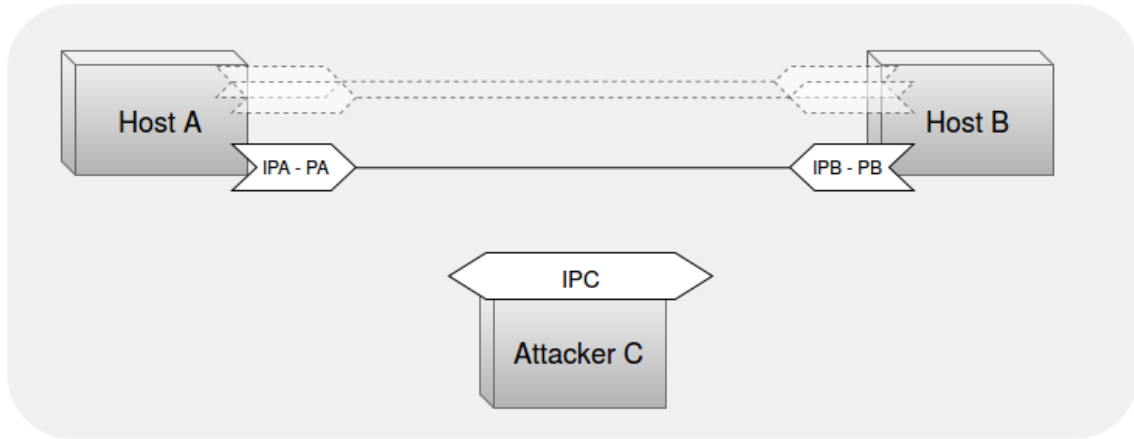 Host A
Host B
IPA - PA
IPB - PB
IPC
Attacker C